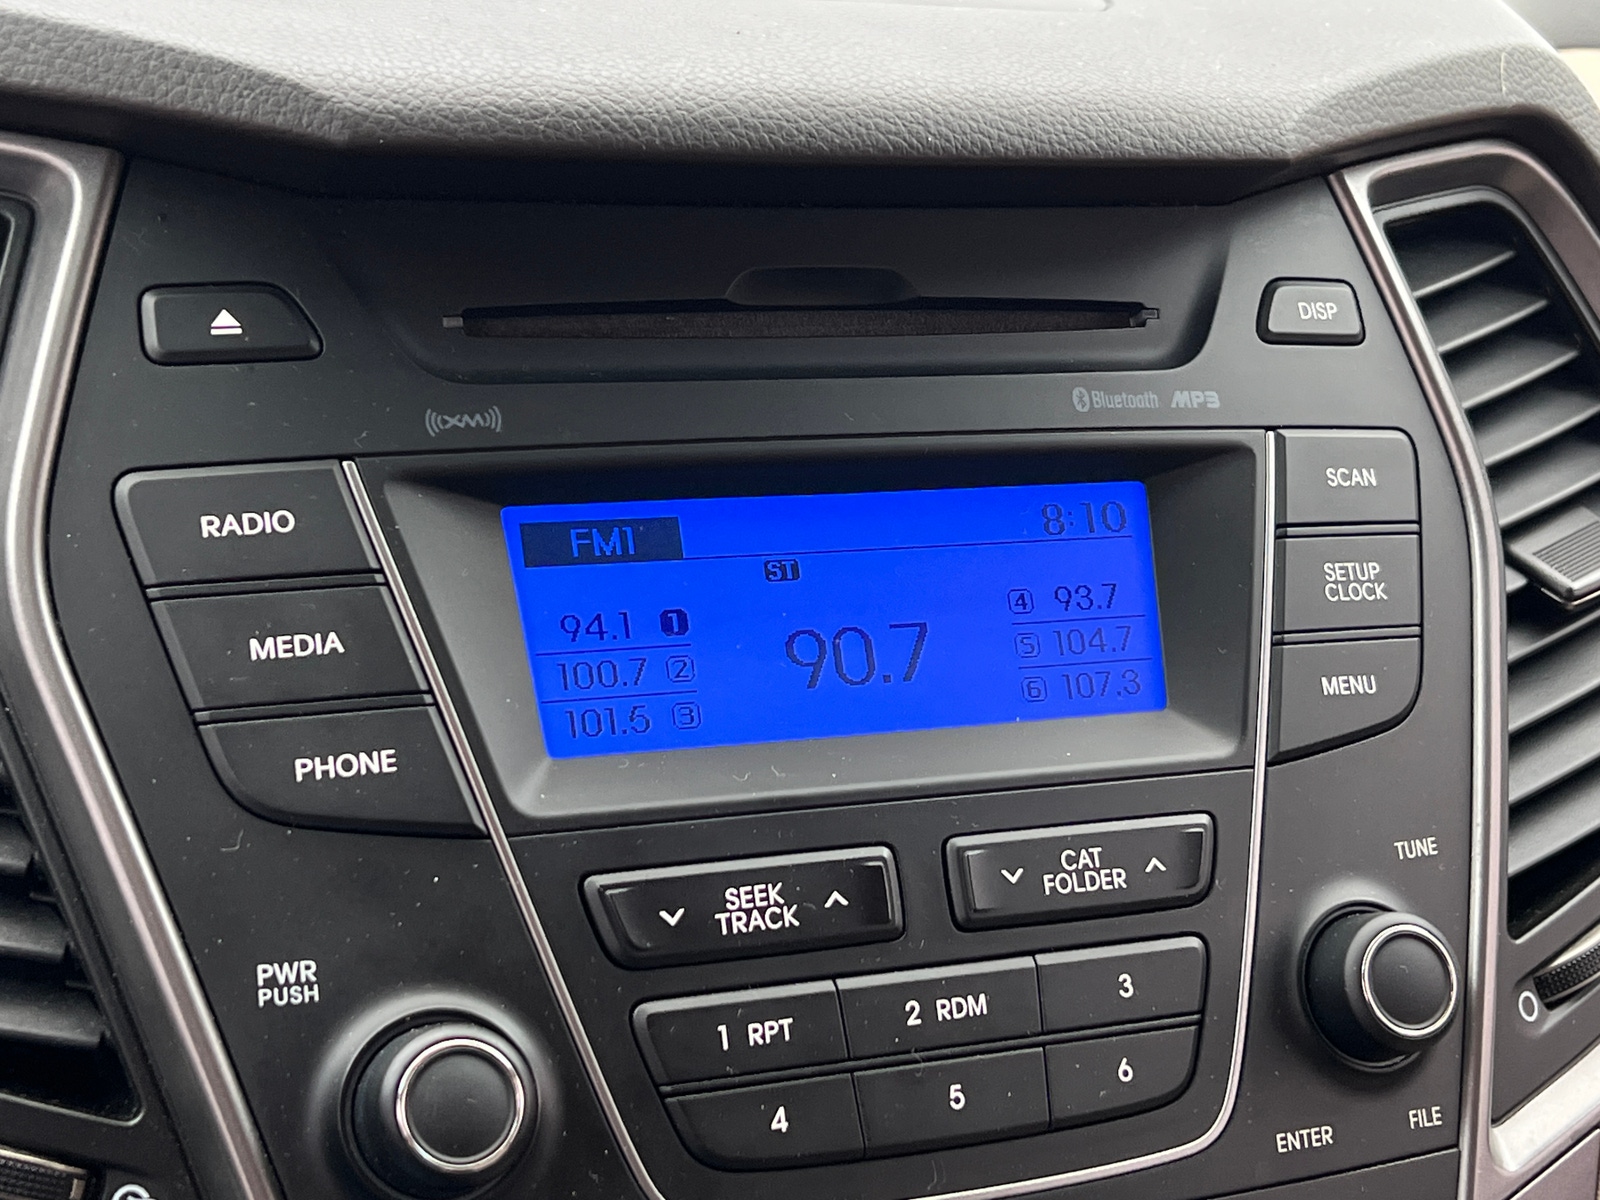 DISP
XM
Bluetooth MP3
RADIO
MEDIA
PHONE
FM1
8:10
ST
94.1 1
100.7 2
101.5 3
90.7
4 93.7
5 104.7
6 107.3
SCAN
SETUP
CLOCK
MENU
SEEK
TRACK
CAT
FOLDER
TUNE
PWR
PUSH
1 RPT
2 RDM
3
4
5
6
ENTER
FILE